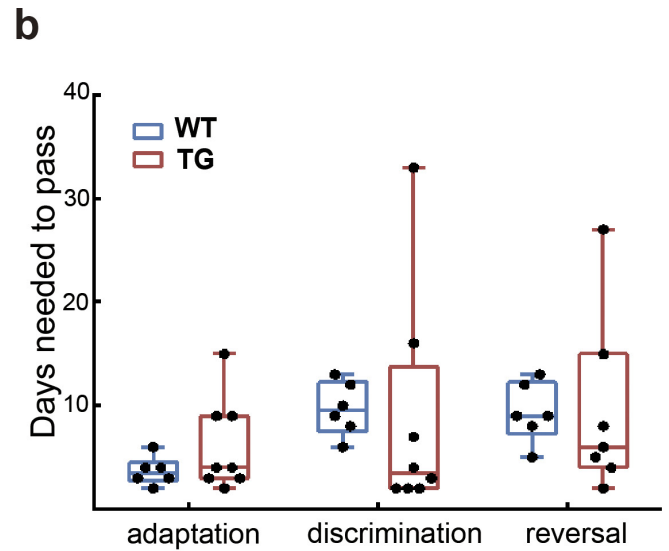 b
Days needed to pass
40
30
20
10
WT
TG
adaptation
discrimination
reversal